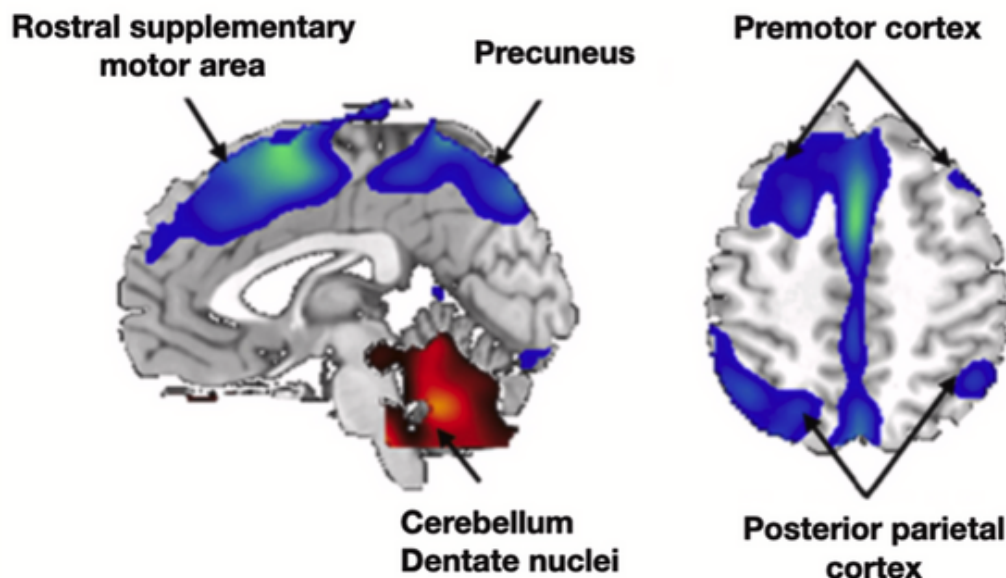 Rostral supplementary
motor area
Precuneus
Premotor cortex
Cerebellum
Dentate nuclei
Posterior parietal
cortex